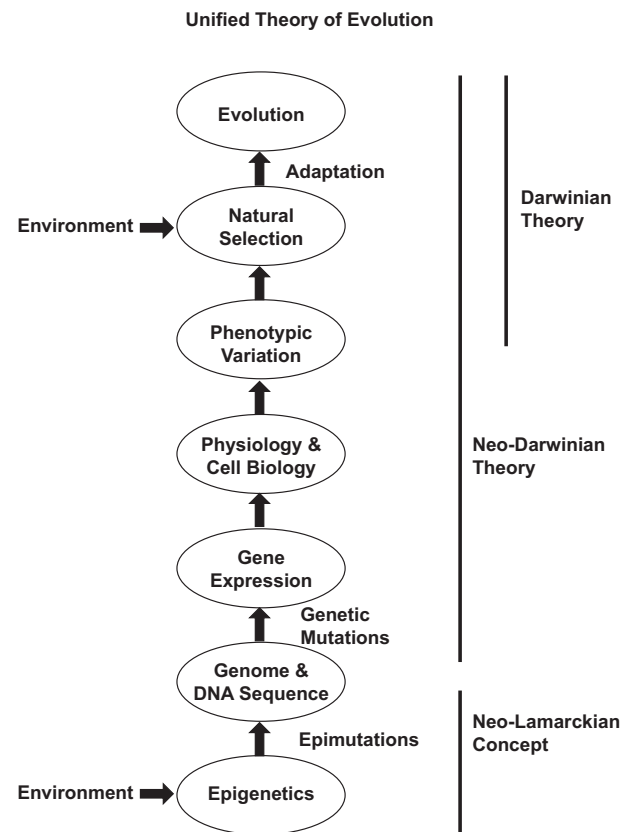 Unified Theory of Evolution
Evolution
Adaptation
Environment
Natural
Selection
Darwinian
Theory
Phenotypic
Variation
Physiology &
Cell Biology
Neo-Darwinian
Theory
Gene
Expression
Genetic
Mutations
Genome &
DNA Sequence
Epimutations
Neo-Lamarckian
Concept
Environment
Epigenetics